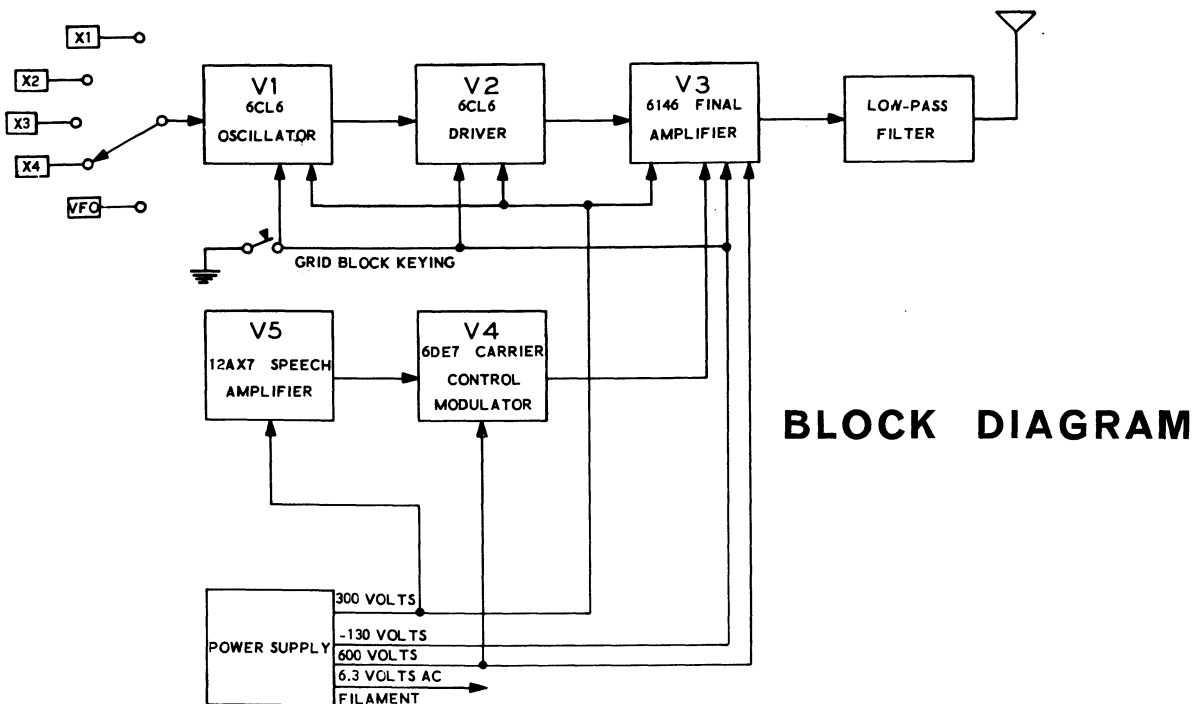 X1
X2
X3
X4
VFO
V1
6CL6
OSCILLATOR
V2
6CL6
DRIVER
V3
6146 FINAL
AMPLIFIER
LOW-PASS
FILTER
GRID BLOCK KEYING
V5
12AX7 SPEECH
AMPLIFIER
V4
6DE7 CARRIER
CONTROL
MODULATOR
BLOCK DIAGRAM
POWER SUPPLY
300 VOLTS
-130 VOLTS
600 VOLTS
6.3 VOLTS AC
FILAMENT